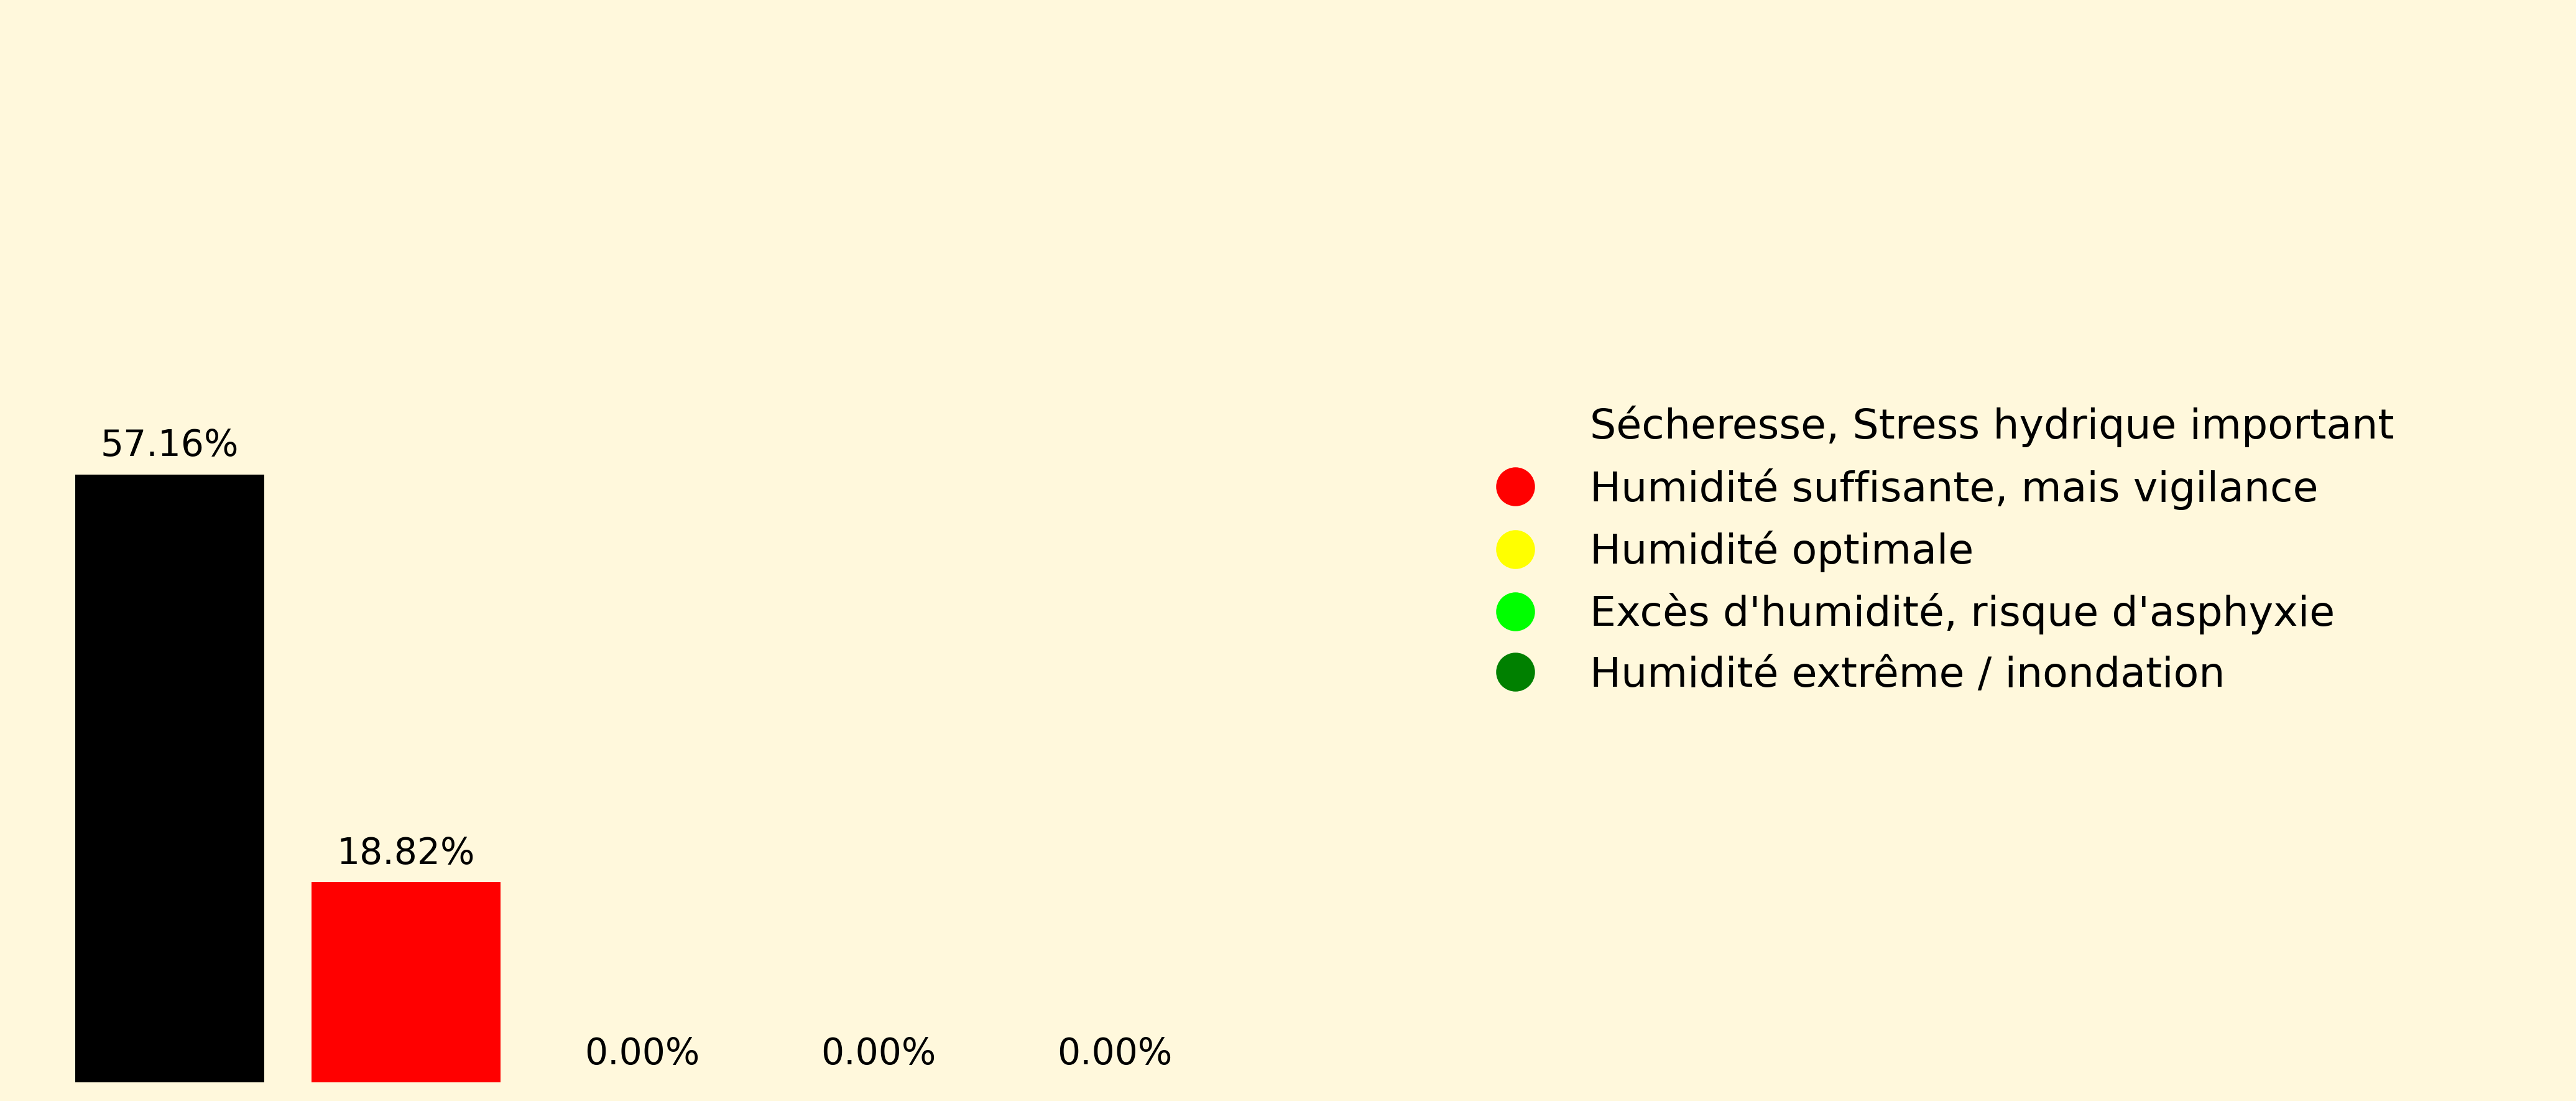 57.16%
18.82%
0.00%
0.00%
0.00%
Sécheresse, Stress hydrique important
Humidité suffisante, mais vigilance
Humidité optimale
Excès d'humidité, risque d'asphyxie
Humidité extrême / inondation